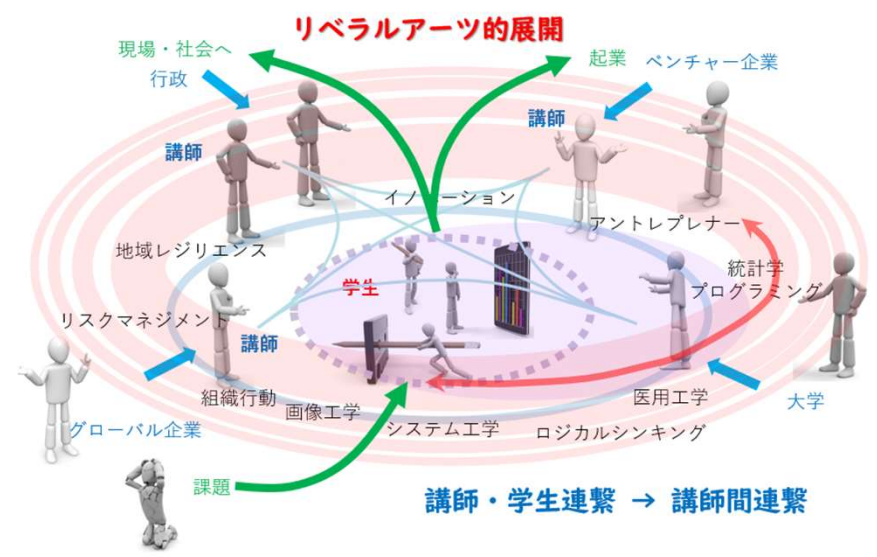 リベラルアーツ的展開
現場・社会へ
行政
起業
ベンチャー企業
講師
講師
イノベーション
アントレプレナー
地域レジリエンス
統計学
プログラミング
学生
リスクマネジメント
講師
組織行動
画像工学
システム工学
ロジカルシンキング
医用工学
大学
グローバル企業
課題
講師・学生連繋 → 講師間連繋